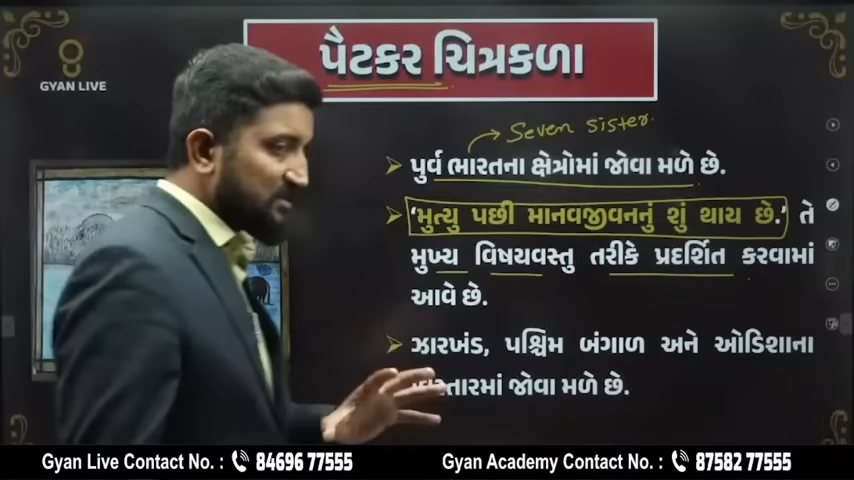 GYAN LIVE
પૈટકર ચિત્રકળા
Seven sister
પુર્વ ભારતના ક્ષેત્રોમાં જોવા મળે છે.
‘મુત્યુ પછી માનવજીવનનું શું થાય છે.’ તે
મુખ્ય વિષયવસ્તુ તરીકે પ્રદર્શિત કરવામાં
આવે છે.
ઝારખંડ, પશ્ચિમ બંગાળ અને ઓડિશાના
જોવા મળે છે.
Gyan Live Contact No. : 84696 77555
Gyan Academy Contact No. : 87582 77555